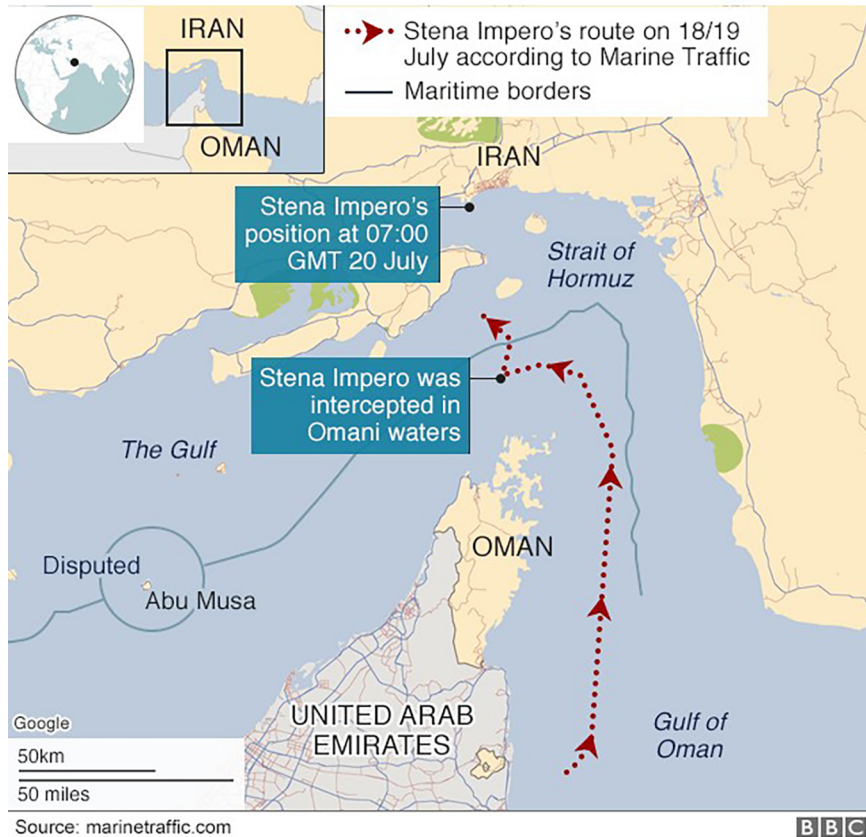 IRAN
OMAN
Stena Impero's route on 18/19
July according to Marine Traffic
Maritime borders
IRAN
Stena Impero's
position at 07:00
GMT 20 July
Strait of
Hormuz
Stena Impero was
intercepted in
Omani waters
The Gulf
OMAN
Disputed
Abu Musa
UNITED ARAB
EMIRATES
Gulf of
Oman
Google
50km
50 miles
Source: marinetraffic.com
BBC